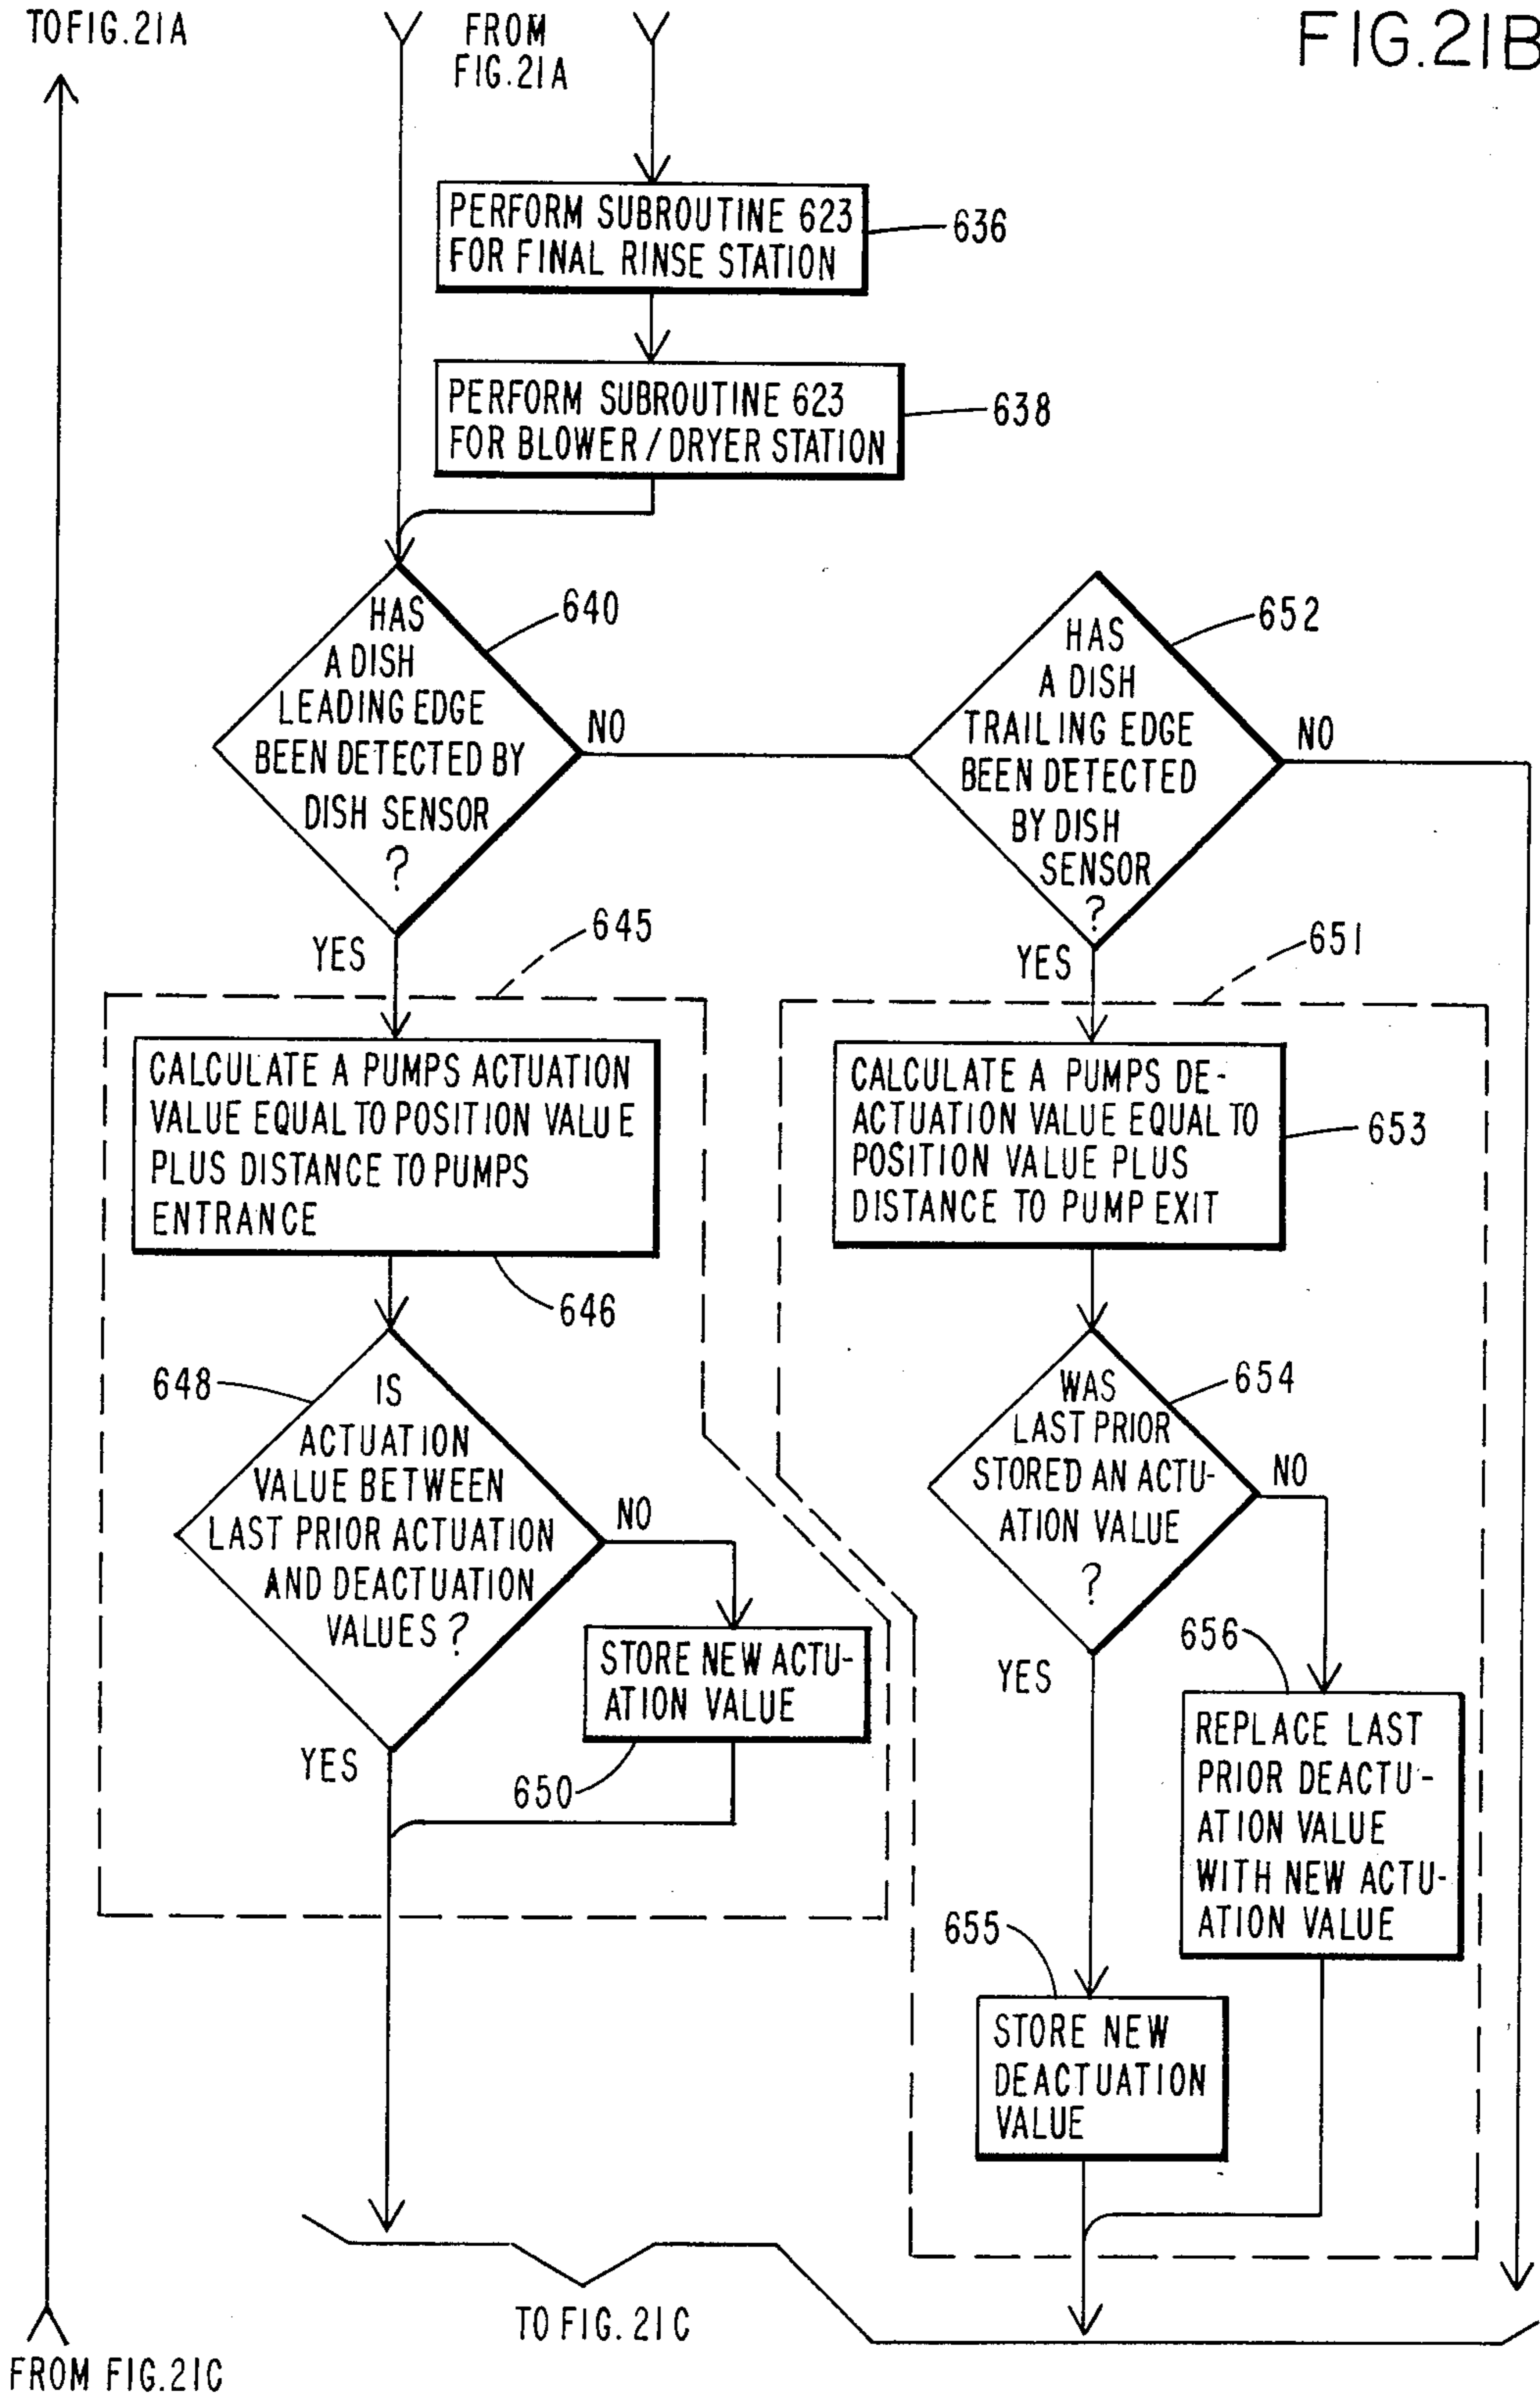 TO FIG. 21A
FROM
FIG. 21A
FIG. 21B
PERFORM SUBROUTINE 623
FOR FINAL RINSE STATION
636
PERFORM SUBROUTINE 623
FOR BLOWER / DRYER STATION
638
HAS
A DISH
LEADING EDGE
BEEN DETECTED BY
DISH SENSOR
?
640
NO
YES
HAS
A DISH
TRAILING EDGE
BEEN DETECTED
BY DISH
SENSOR
?
652
NO
YES
645
651
CALCULATE A PUMPS ACTUATION
VALUE EQUAL TO POSITION VALUE
PLUS DISTANCE TO PUMPS
ENTRANCE
646
CALCULATE A PUMPS DE-
ACTUATION VALUE EQUAL TO
POSITION VALUE PLUS
DISTANCE TO PUMP EXIT
653
648
IS
ACTUATION
VALUE BETWEEN
LAST PRIOR ACTUATION
AND DEACTUATION
VALUES ?
NO
YES
STORE NEW ACTU-
ATION VALUE
650
WAS
LAST PRIOR
STORED AN ACTU-
ATION VALUE
?
654
NO
YES
656
REPLACE LAST
PRIOR DEACTU-
ATION VALUE
WITH NEW ACTU-
ATION VALUE
655
STORE NEW
DEACTUATION
VALUE
TO FIG. 21C
FROM FIG. 21C